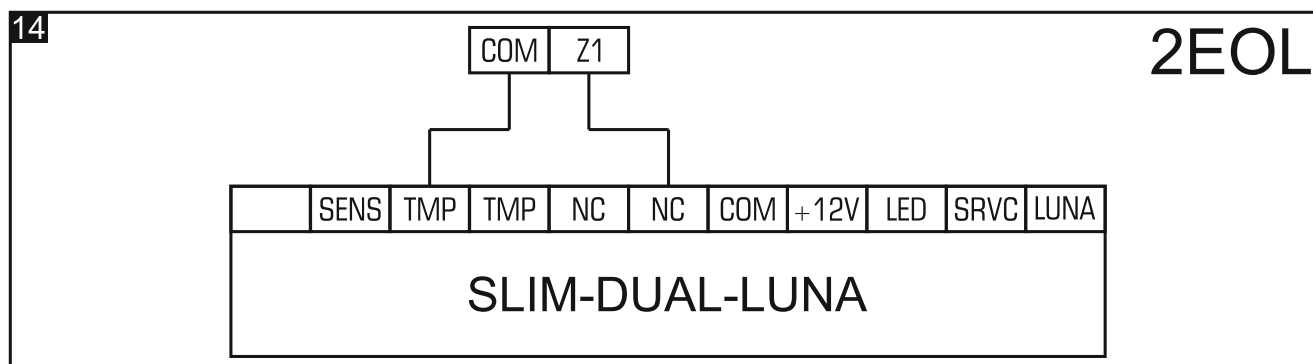 14
2EOL
COM Z1
SENS TMP TMP NC NC COM +12V LED SRVC LUNA
SLIM-DUAL-LUNA